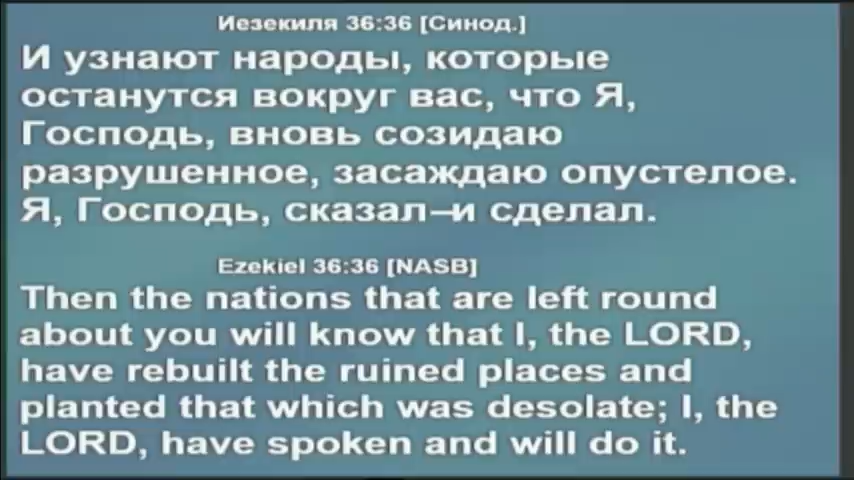 Иезекиля 36:36 [Синод.]
И узнают народы, которые
останутся вокруг вас, что Я,
Господь, вновь созидаю
разрушенное, засаждаю опустелое.
Я, Господь, сказал–и сделал.
Ezekiel 36:36 [NASB]
Then the nations that are left round
about you will know that I, the LORD,
have rebuilt the ruined places and
planted that which was desolate; I, the
LORD, have spoken and will do it.